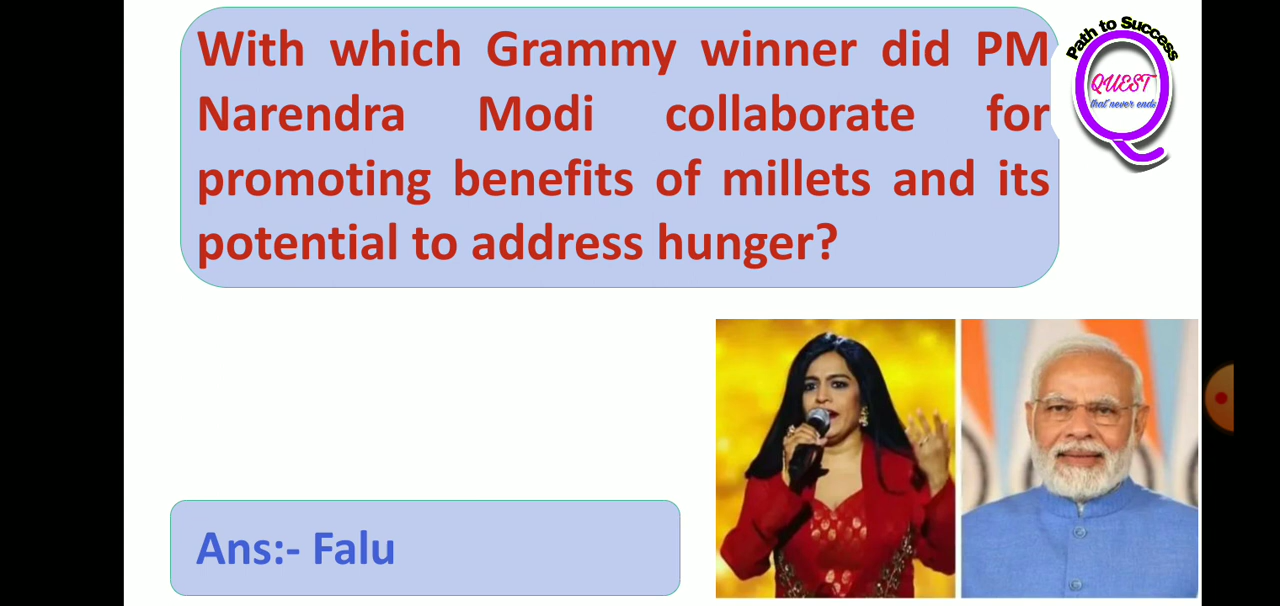 With which Grammy winner did PM
Narendra Modi collaborate for
promoting benefits of millets and its
potential to address hunger?
Path to Success
QUEST
that never ends
Ans:- Falu